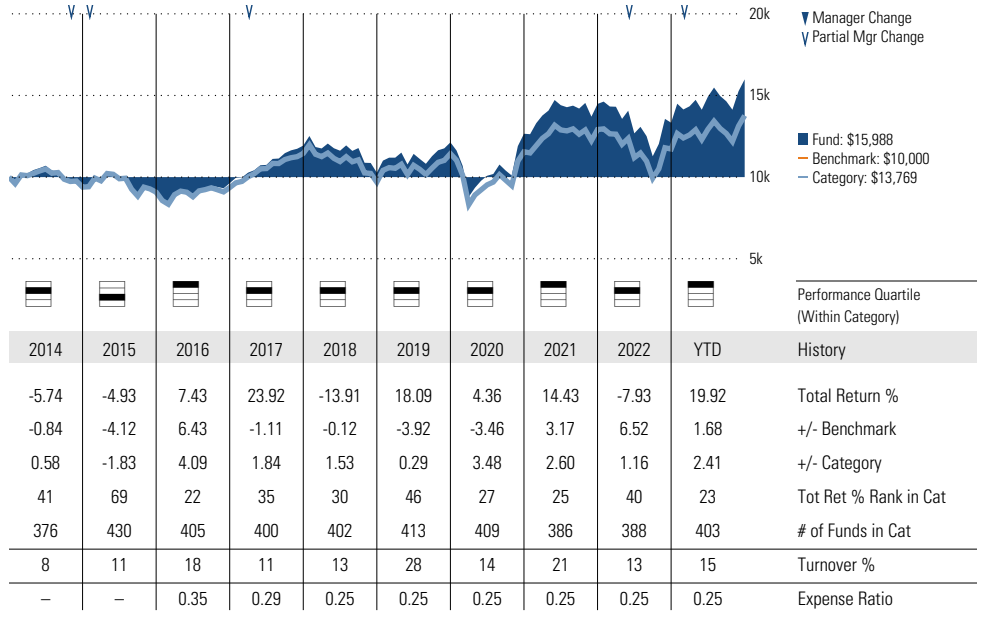 20k
Manager Change
Partial Mgr Change
15k
Fund: $15,988
Benchmark: $10,000
10k
Category: $13,769
5k
Performance Quartile
(Within Category)
2014 2015 2016 2017 2018 2019 2020 2021 2022 YTD History
-5.74 -4.93 7.43 23.92 -13.91 18.09 4.36 14.43 -7.93 19.92 Total Return %
-0.84 -4.12 6.43 -1.11 -0.12 -3.92 -3.46 3.17 6.52 1.68 +/- Benchmark
0.58 -1.83 4.09 1.84 1.53 0.29 3.48 2.60 1.16 2.41 +/- Category
41 69 22 35 30 46 27 25 40 23 Tot Ret % Rank in Cat
376 430 405 400 402 413 409 386 388 403 # of Funds in Cat
8 11 18 11 13 28 14 21 13 15 Turnover %
– – 0.35 0.29 0.25 0.25 0.25 0.25 0.25 0.25 Expense Ratio